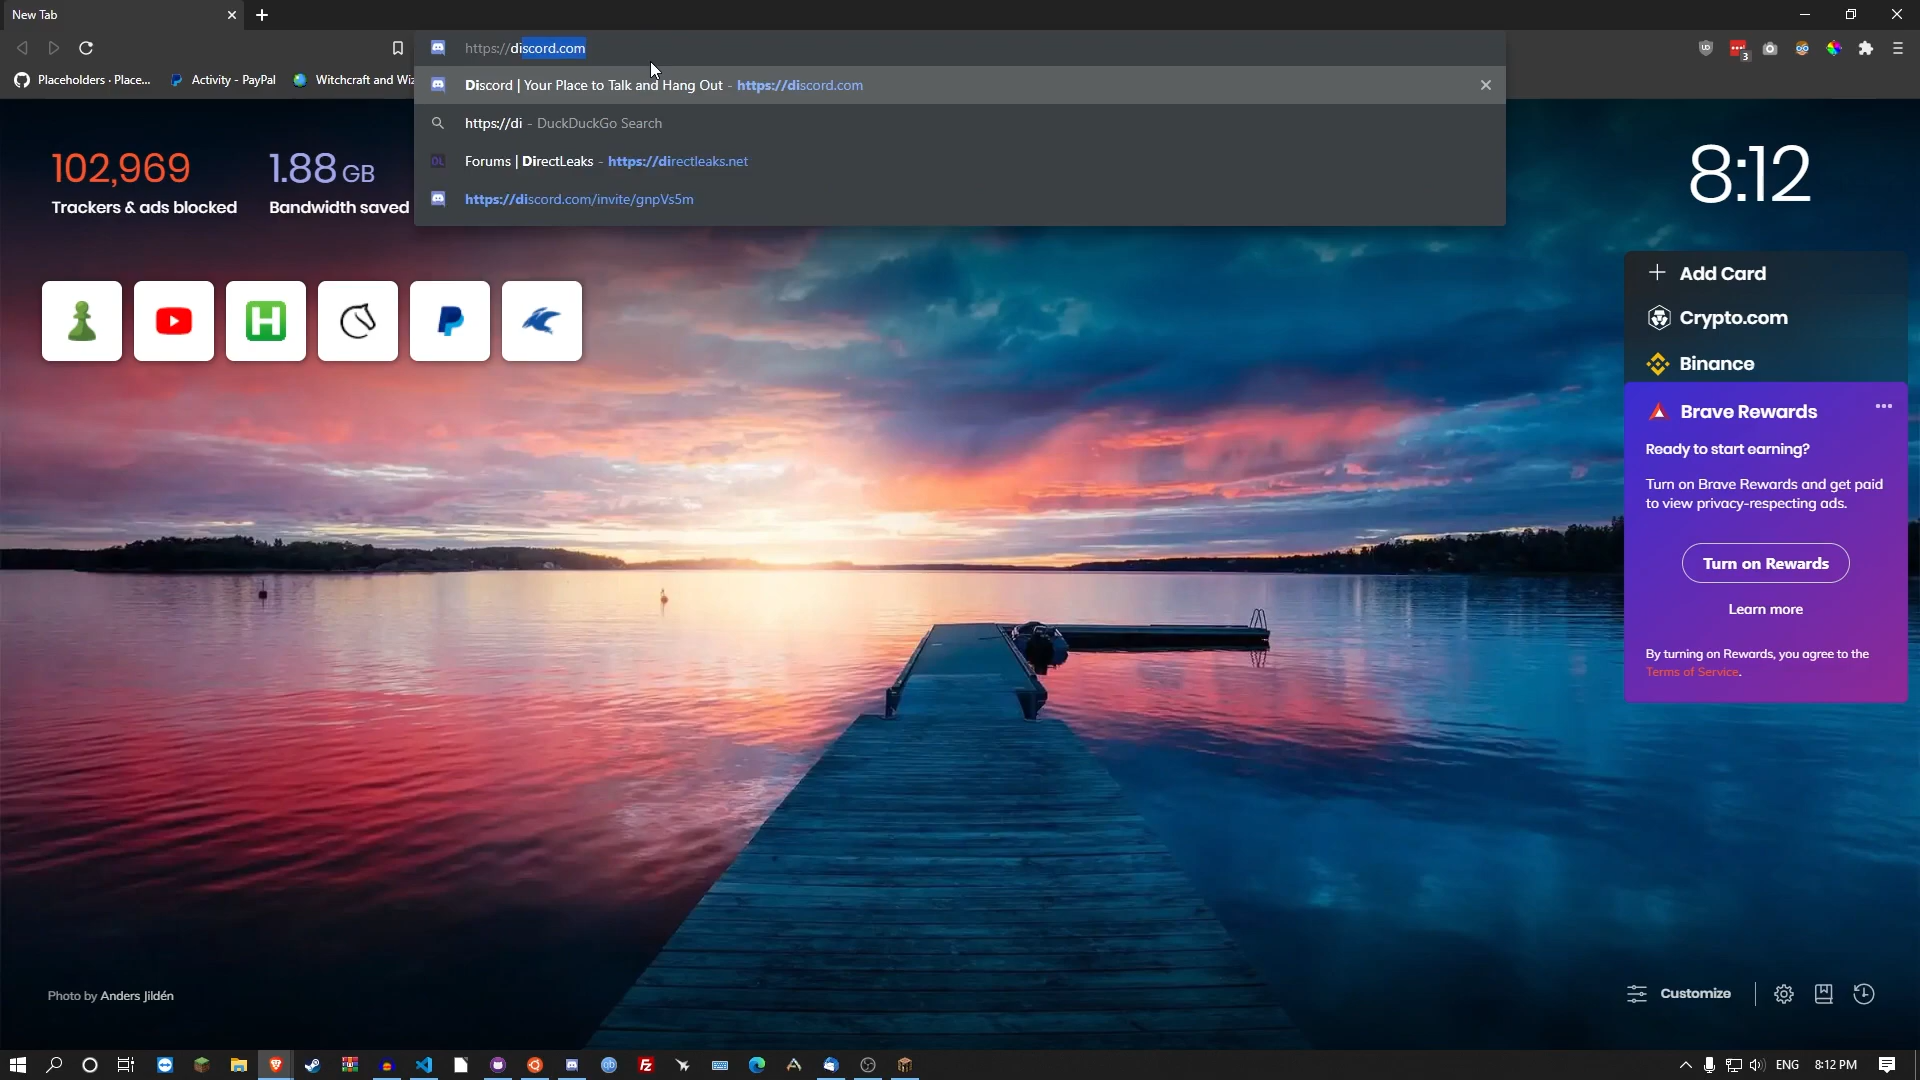 New Tab
https://discord.com
Placeholders · Place...
Activity - PayPal
Witchcraft and Wiz
Discord | Your Place to Talk and Hang Out - https://discord.com
https://di - DuckDuckGo Search
DL Forums | DirectLeaks - https://directleaks.net
https://discord.com/invite/gnpVs5m
3
102,969
Trackers & ads blocked
1.88 GB
Bandwidth saved
8:12
Add Card
Crypto.com
Binance
Brave Rewards
Ready to start earning?
Turn on Brave Rewards and get paid
to view privacy-respecting ads.
Turn on Rewards
Learn more
By turning on Rewards, you agree to the
Terms of Service.
Photo by Anders Jildén
Customize
ENG
8:12 PM